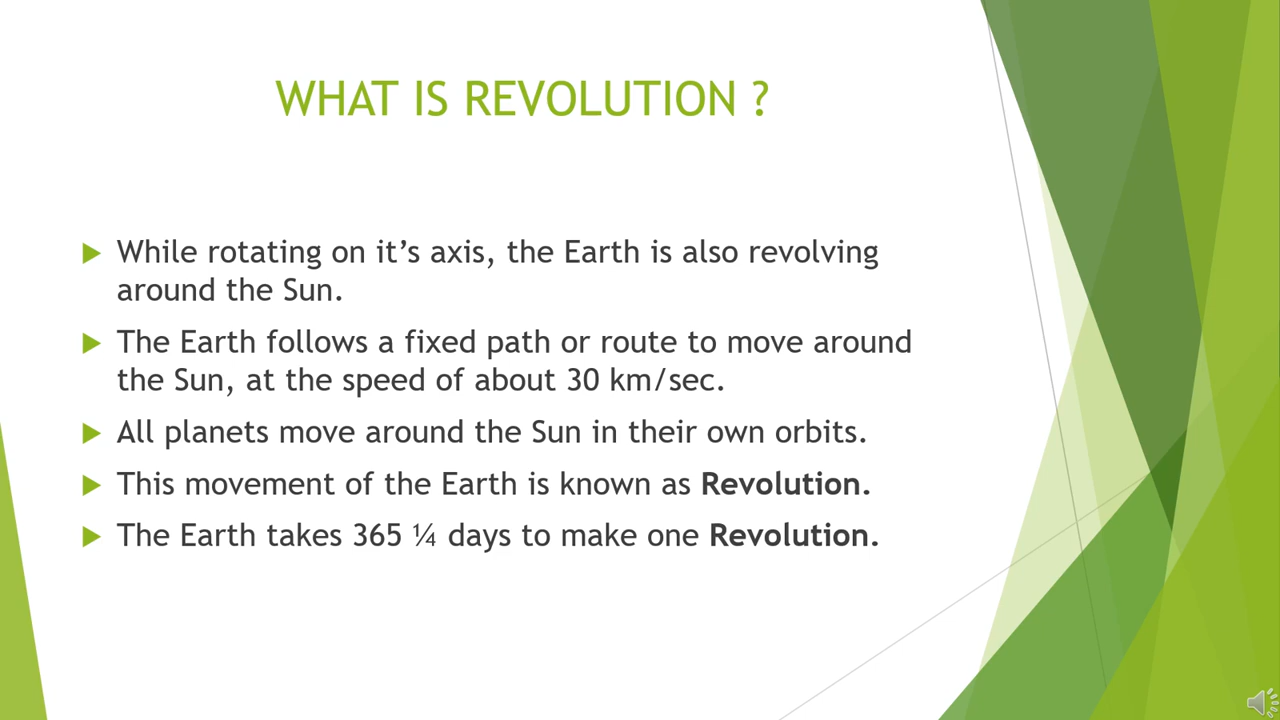 WHAT IS REVOLUTION ?
While rotating on it’s axis, the Earth is also revolving
around the Sun.
The Earth follows a fixed path or route to move around
the Sun, at the speed of about 30 km/sec.
All planets move around the Sun in their own orbits.
This movement of the Earth is known as Revolution.
The Earth takes 365 ¼ days to make one Revolution.